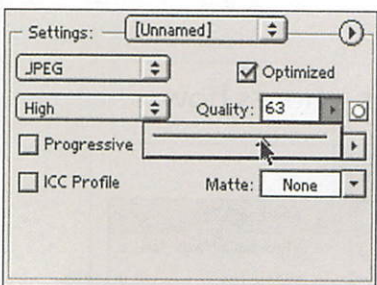 Settings: [Unnamed]
JPEG Optimized
High Quality: 63
Progressive
ICC Profile Matte: None